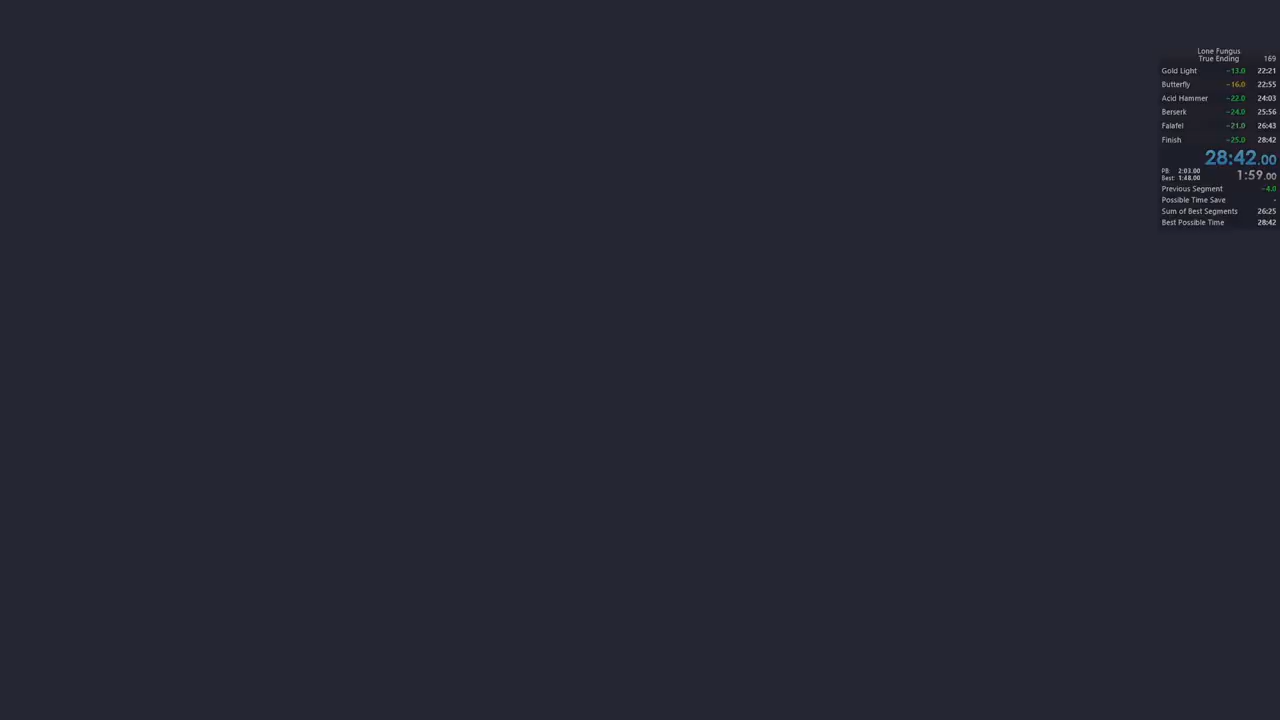 Lone Fungus
True Ending 169
Gold Light -13.0 22:21
Butterfly -16.0 22:55
Acid Hammer -22.0 24:03
Berserk -24.0 25:56
Falafel -21.0 26:43
Finish -25.0 28:42
28:42.00
PB: 2:03.00
Best: 1:48.00
1:59.00
Previous Segment -4.0
Possible Time Save -
Sum of Best Segments 26:25
Best Possible Time 28:42